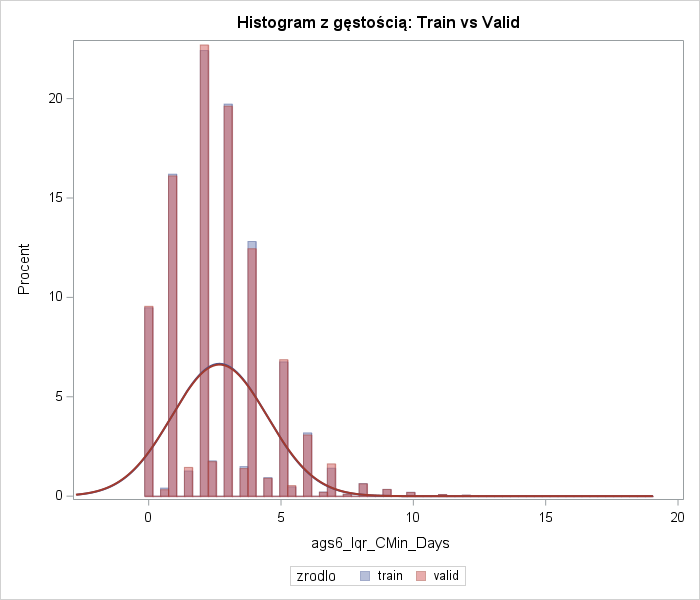 Histogram z gęstością: Train vs Valid
Procent
20
15
10
5
0
0
5
10
15
20
ags6_Iqr_CMin_Days
zrodlo train valid